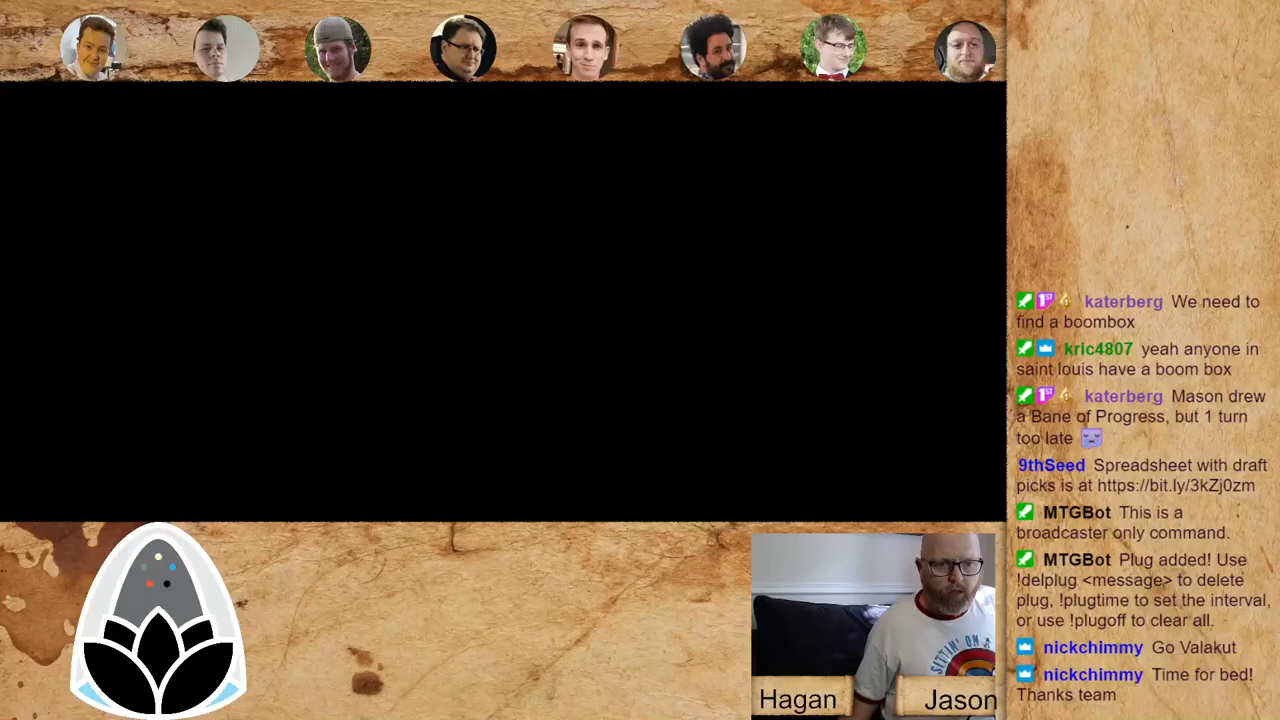 katerberg We need to
find a boombox
kric4807 yeah anyone in
saint louis have a boom box
katerberg Mason drew
a Bane of Progress, but 1 turn
too late
9thSeed Spreadsheet with draft
picks is at https://bit.ly/3kZj0zm
MTGBot This is a
broadcaster only command.
MTGBot Plug added! Use
!delplug <message> to delete
plug, !plugtime to set the interval,
or use !plugoff to clear all.
nickchimmy Go Valakut
nickchimmy Time for bed!
Thanks team
SITTIN' ON A
Hagan
Jason